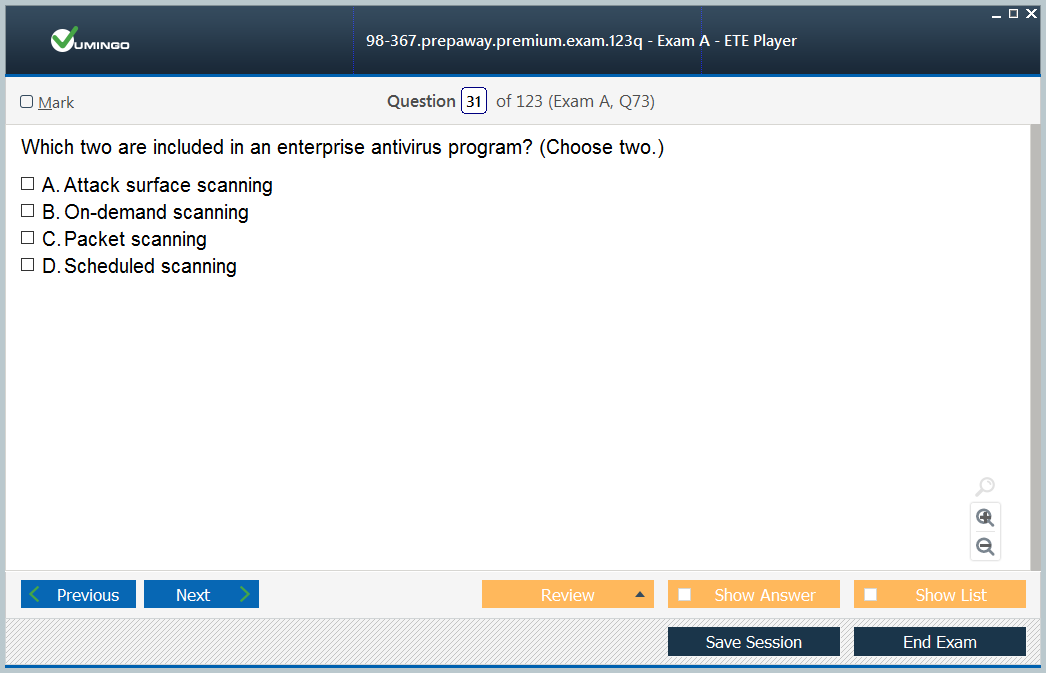 VUMINGO
98-367.prepaway.premium.exam.123q - Exam A - ETE Player
Mark
Question 31 of 123 (Exam A, Q73)
Which two are included in an enterprise antivirus program? (Choose two.)
A. Attack surface scanning
B. On-demand scanning
C. Packet scanning
D. Scheduled scanning
Previous
Next
Review
Show Answer
Show List
Save Session
End Exam